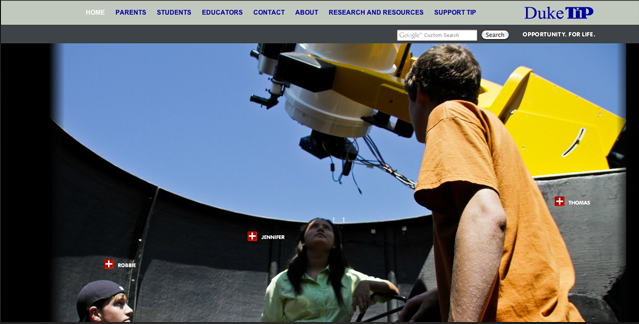 HOME PARENTS STUDENTS EDUCATORS CONTACT ABOUT RESEARCH AND RESOURCES SUPPORT TIP
Duke TIP
Google™ Custom Search Search OPPORTUNITY. FOR LIFE.
THOMAS
JENNIFER
ROBBIE